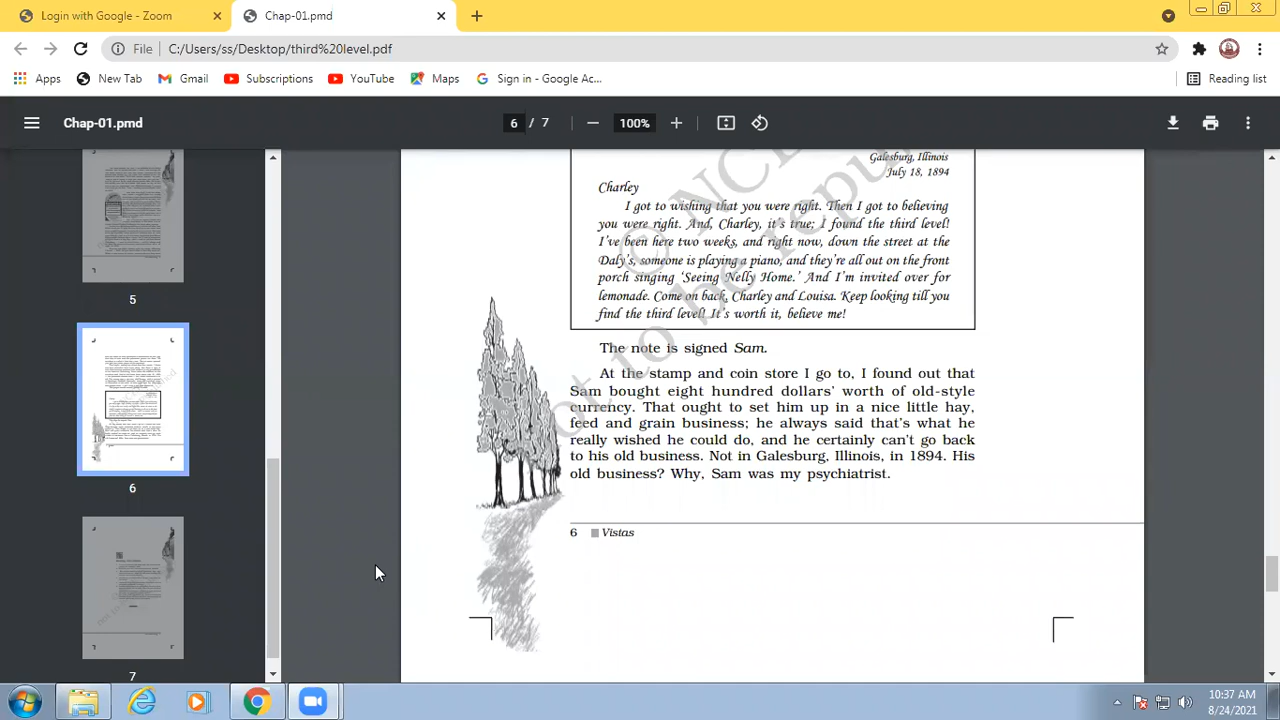 Login with Google - Zoom
Chap-01.pmd
File C:/Users/ss/Desktop/third%20level.pdf
Apps New Tab Gmail Subscriptions YouTube Maps Sign in - Google Ac... Reading list
Chap-01.pmd 6 / 7 100%
5
6
7
Galesburg, Illinois
July 18, 1894
Charley
I got to wishing that you were right. Then I got to believing
you were right. And, Charley, it's true; I found the third level!
I've been here two weeks, and right now, down the street at the
Daly's, someone is playing a piano, and they're all out on the front
porch singing ‘Seeing Nelly Home.’ And I'm invited over for
lemonade. Come on back, Charley and Louisa. Keep looking till you
find the third level! It's worth it, believe me!
The note is signed Sam.
At the stamp and coin store I go to, I found out that
Sam bought eight hundred dollars' worth of old-style
currency. That ought to set him up in a nice little hay,
feed and grain business; he always said that's what he
really wished he could do, and he certainly can't go back
to his old business. Not in Galesburg, Illinois, in 1894. His
old business? Why, Sam was my psychiatrist.
6 Vistas
10:37 AM
8/24/2021